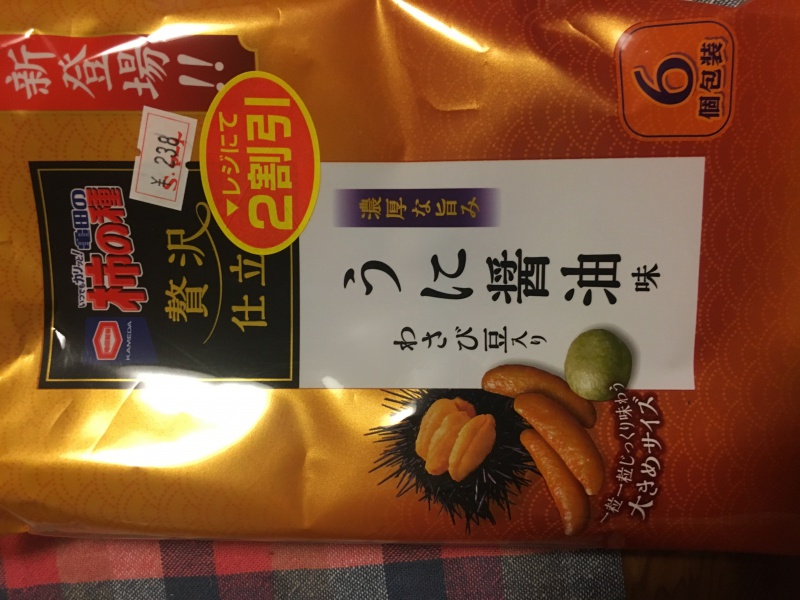 新登場!!
¥238
レジにて
2割引
6
個包装
亀田の
柿の種
KAMEDA
贅沢
仕立
濃厚な旨み
うに醤油味
わさび豆入り
一粒一粒じっくり味わう
大きめサイズ